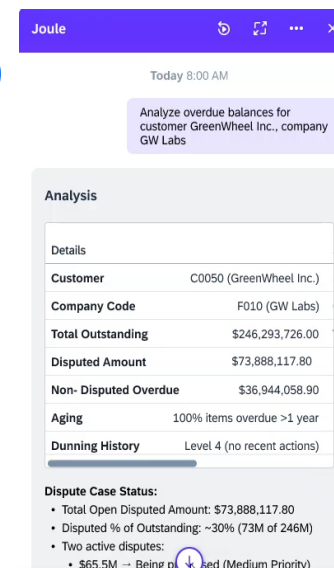 Joule
Today 8:00 AM
Analyze overdue balances for
customer GreenWheel Inc., company
GW Labs
Analysis
Details
Customer C0050 (GreenWheel Inc.)
Company Code F010 (GW Labs)
Total Outstanding $246,293,726.00
Disputed Amount $73,888,117.80
Non- Disputed Overdue $36,944,058.90
Aging 100% items overdue >1 year
Dunning History Level 4 (no recent actions)
Dispute Case Status:
• Total Open Disputed Amount: $73,888,117.80
• Disputed % of Outstanding: ~30% (73M of 246M)
• Two active disputes:
• $65.5M → Being (Medium Priority)